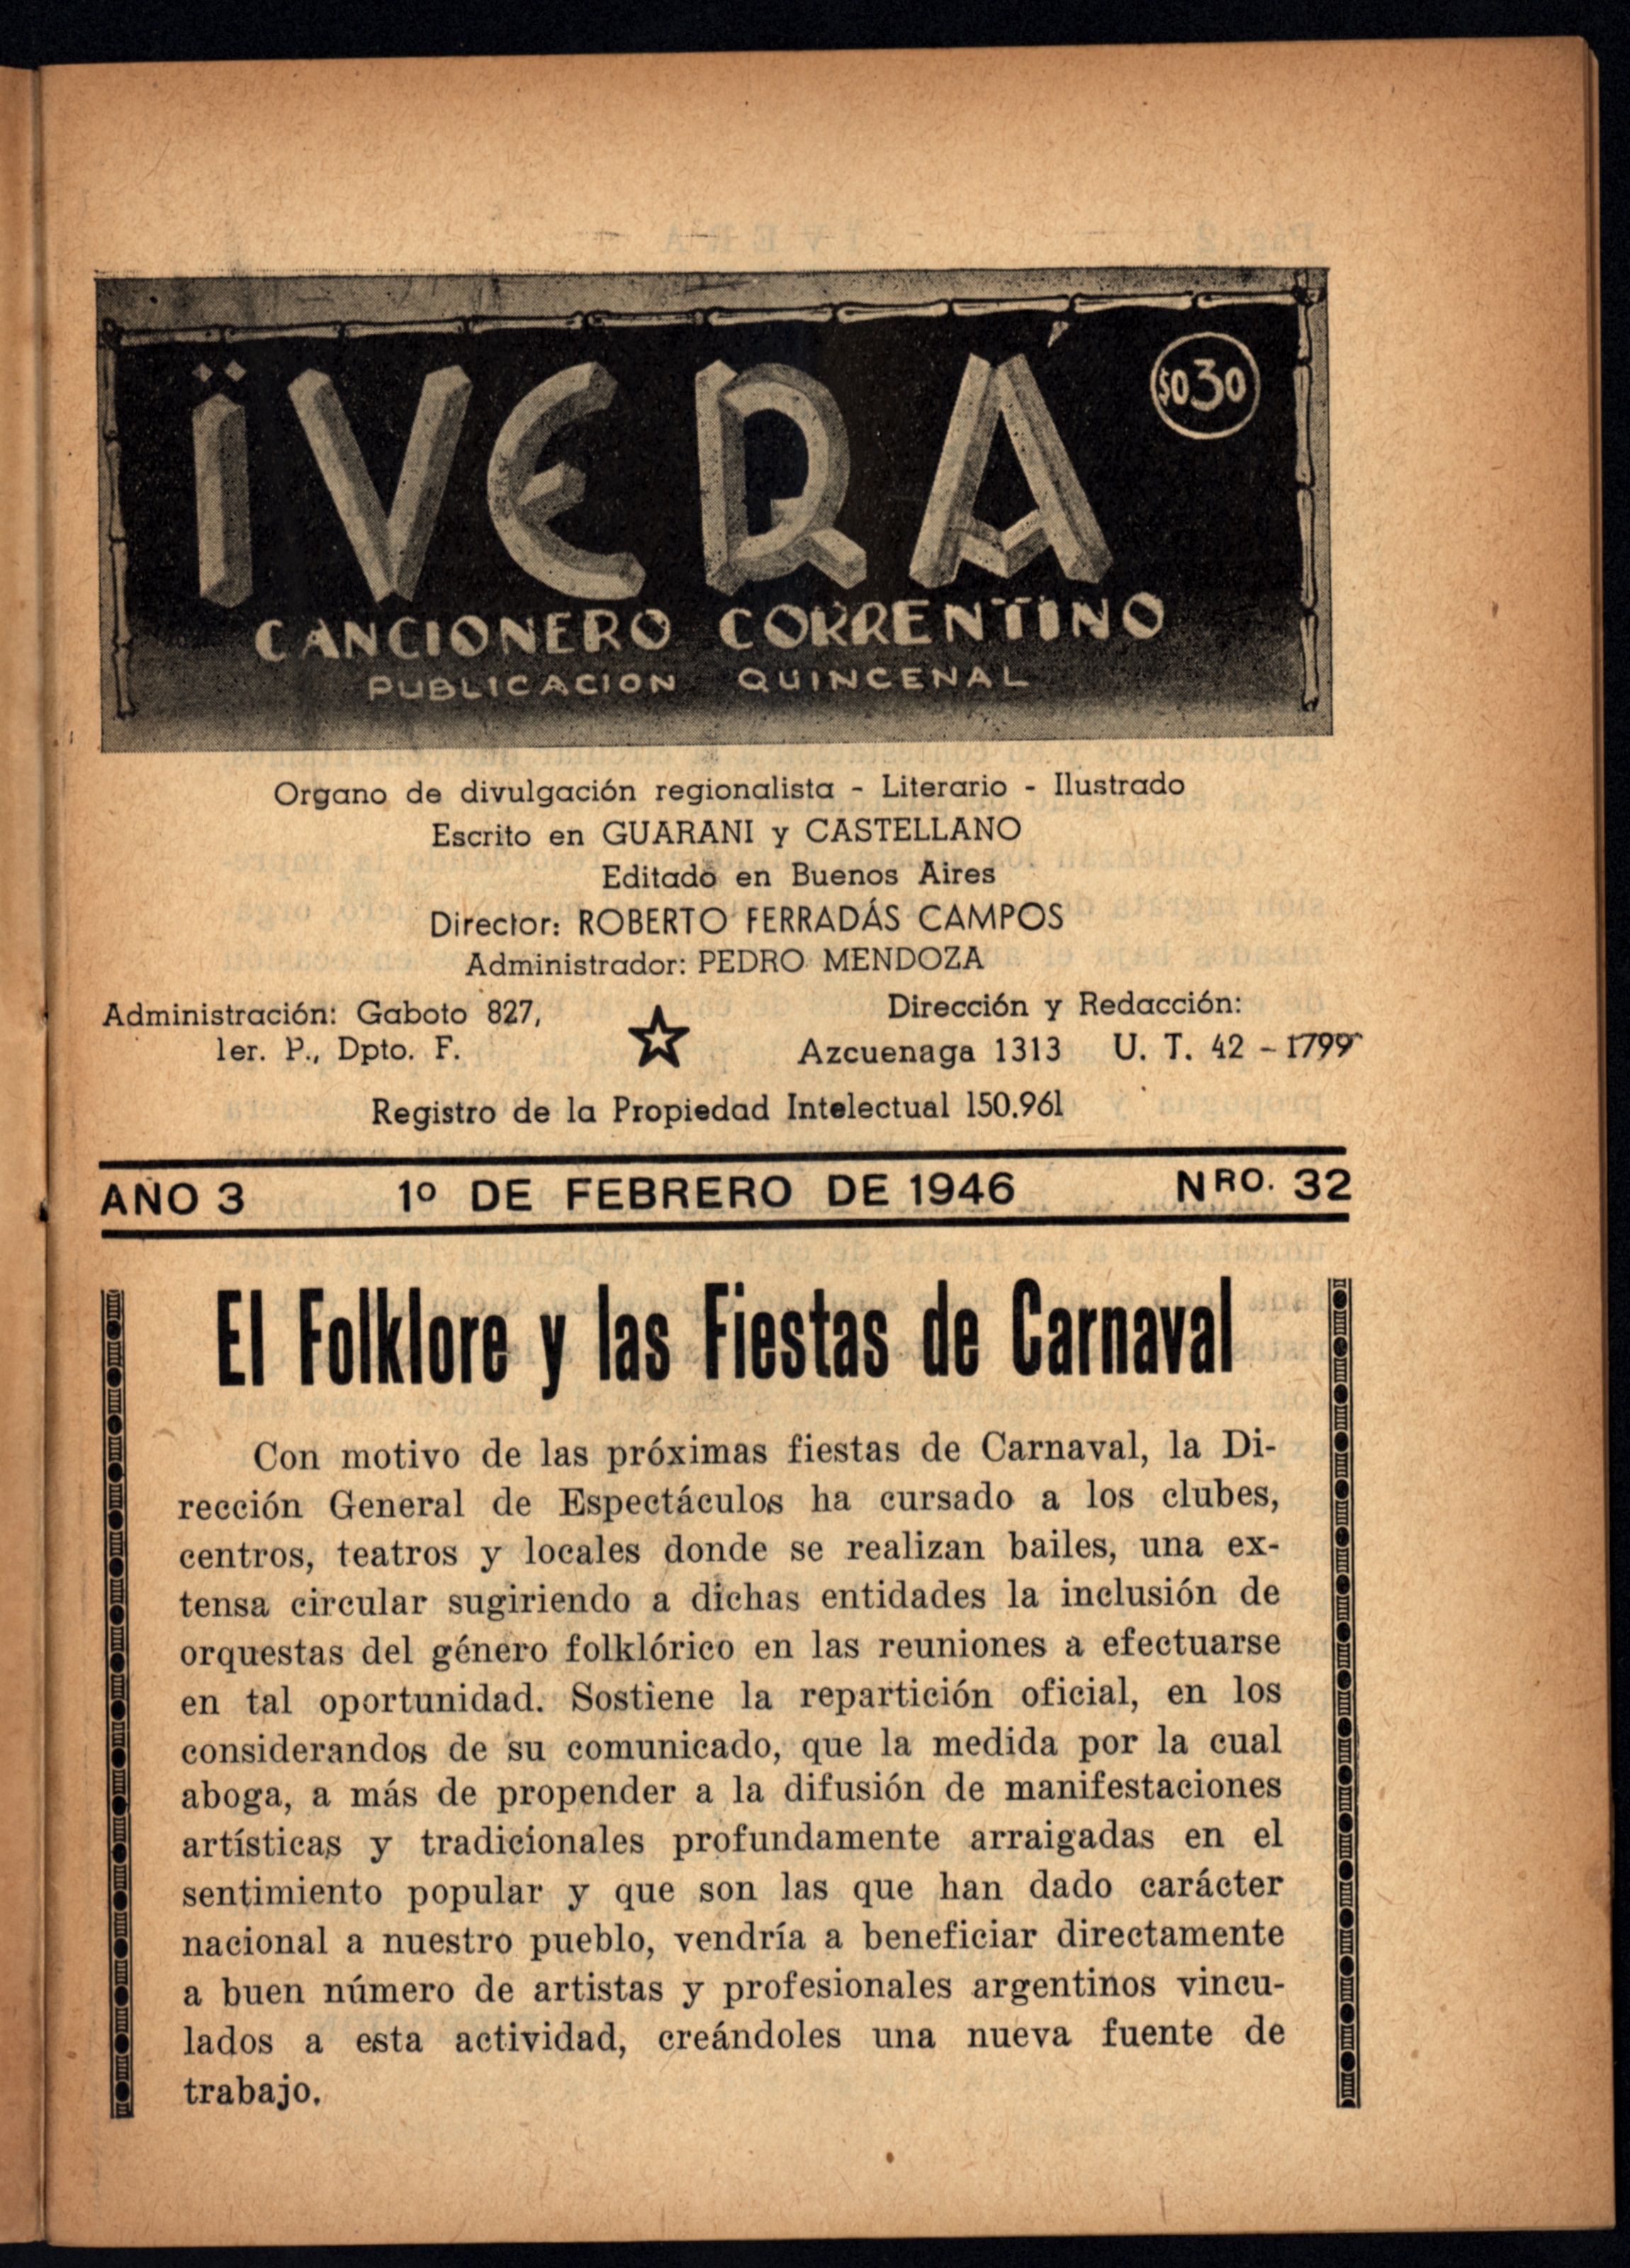 ÏVERÁ
$0.30
CANCIONERO CORRENTINO
PUBLICACION QUINCENAL
Organo de divulgación regionalista - Literario - Ilustrado
Escrito en GUARANI y CASTELLANO
Editado en Buenos Aires
Director: ROBERTO FERRADÁS CAMPOS
Administrador: PEDRO MENDOZA
Administración: Gaboto 827,
1er. P., Dpto. F.
Dirección y Redacción:
Azcuenaga 1313 U. T. 42 - 1799
Registro de la Propiedad Intelectual 150.961
AÑO 3 1º DE FEBRERO DE 1946 NRO. 32
El Folklore y las Fiestas de Carnaval
Con motivo de las próximas fiestas de Carnaval, la Di-
rección General de Espectáculos ha cursado a los clubes,
centros, teatros y locales donde se realizan bailes, una ex-
tensa circular sugiriendo a dichas entidades la inclusión de
orquestas del género folklórico en las reuniones a efectuarse
en tal oportunidad. Sostiene la repartición oficial, en los
considerandos de su comunicado, que la medida por la cual
aboga, a más de propender a la difusión de manifestaciones
artísticas y tradicionales profundamente arraigadas en el
sentimiento popular y que son las que han dado carácter
nacional a nuestro pueblo, vendría a beneficiar directamente
a buen número de artistas y profesionales argentinos vincu-
lados a esta actividad, creándoles una nueva fuente de
trabajo.